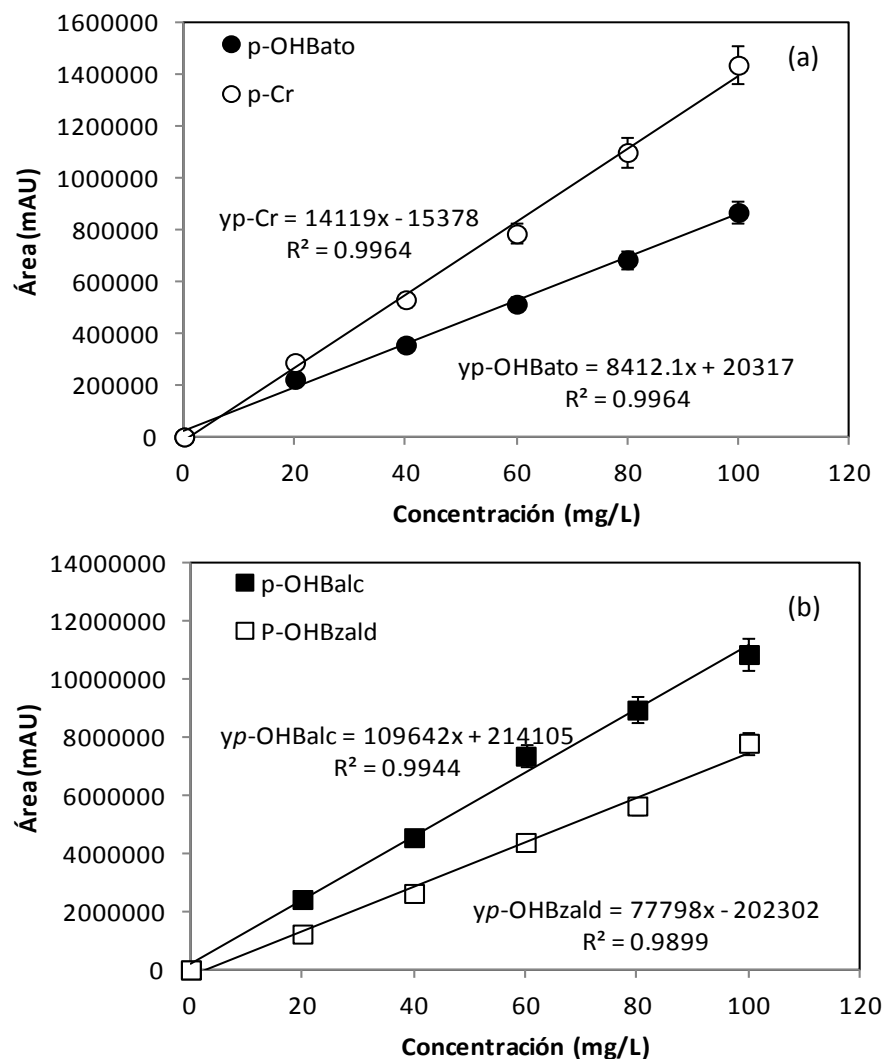 1600000
1400000
1200000
1000000
800000
600000
400000
200000
0
Área (mAU)
p-OHBato
p-Cr
(a)
yp-Cr = 14119x - 15378
R² = 0.9964
yp-OHBato = 8412.1x + 20317
R² = 0.9964
0 20 40 60 80 100 120
Concentración (mg/L)
14000000
12000000
10000000
8000000
6000000
4000000
2000000
0
Área (mAU)
p-OHBalc
P-OHBzald
(b)
yp-OHBalc = 109642x + 214105
R² = 0.9944
yp-OHBzald = 77798x - 202302
R² = 0.9899
0 20 40 60 80 100 120
Concentración (mg/L)